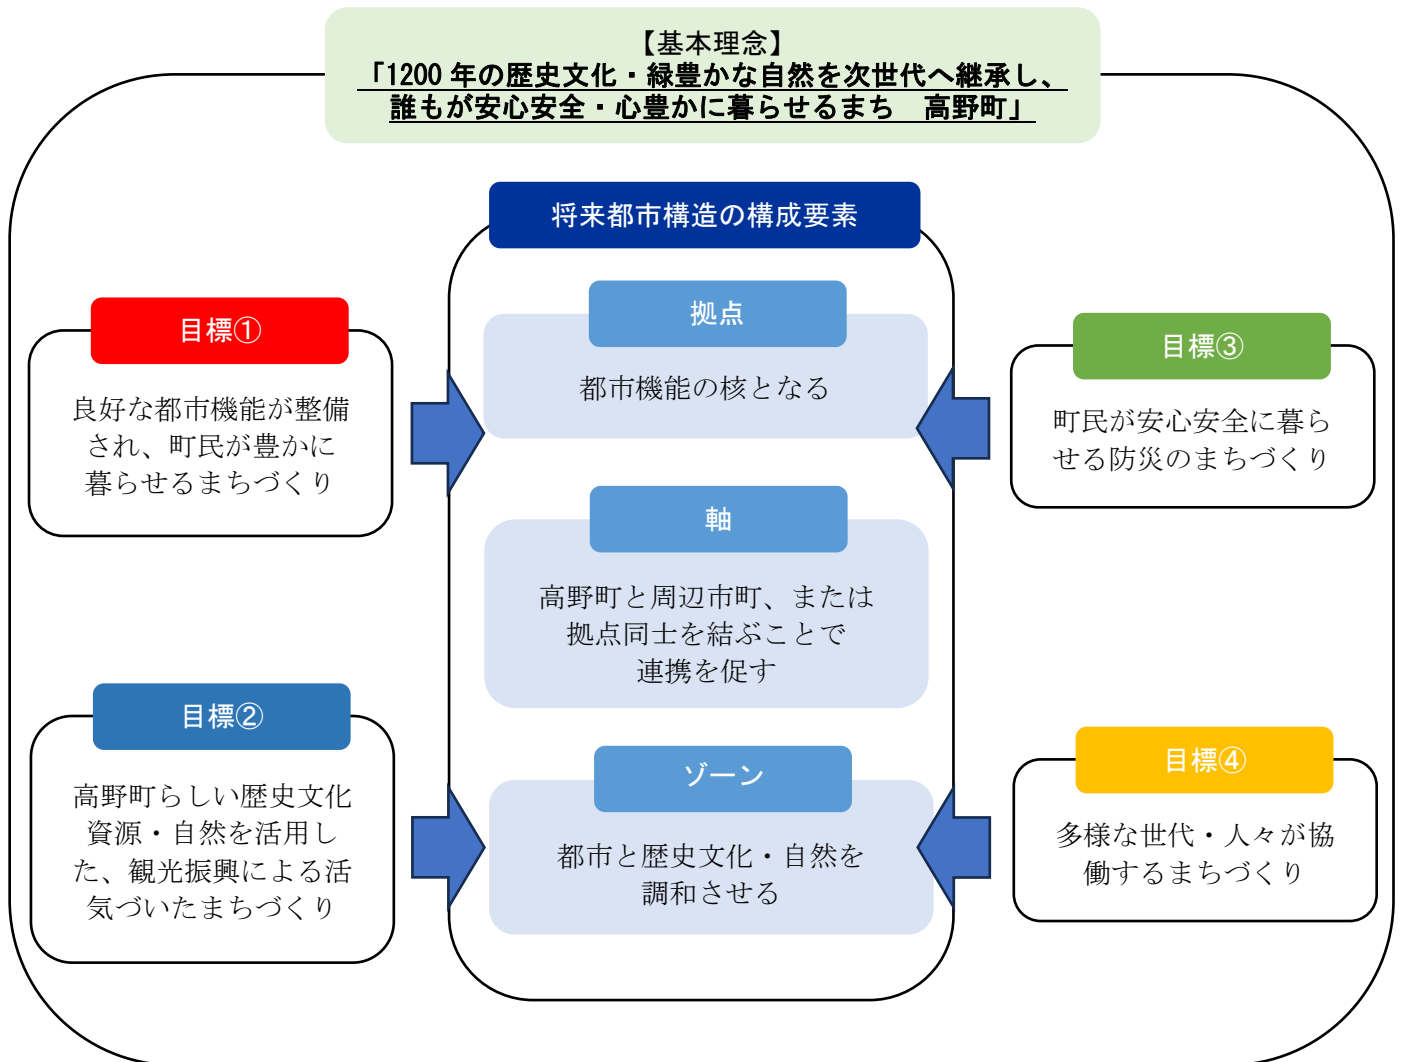 【基本理念】
「1200 年の歴史文化・緑豊かな自然を次世代へ継承し、
誰もが安心安全・心豊かに暮らせるまち　高野町」
将来都市構造の構成要素
目標①
良好な都市機能が整備
され、町民が豊かに
暮らせるまちづくり
目標②
高野町らしい歴史文化
資源・自然を活用し
た、観光振興による活
気づいたまちづくり
拠点
都市機能の核となる
軸
高野町と周辺市町、または
拠点同士を結ぶことで
連携を促す
ゾーン
都市と歴史文化・自然を
調和させる
目標③
町民が安心安全に暮ら
せる防災のまちづくり
目標④
多様な世代・人々が協
働するまちづくり